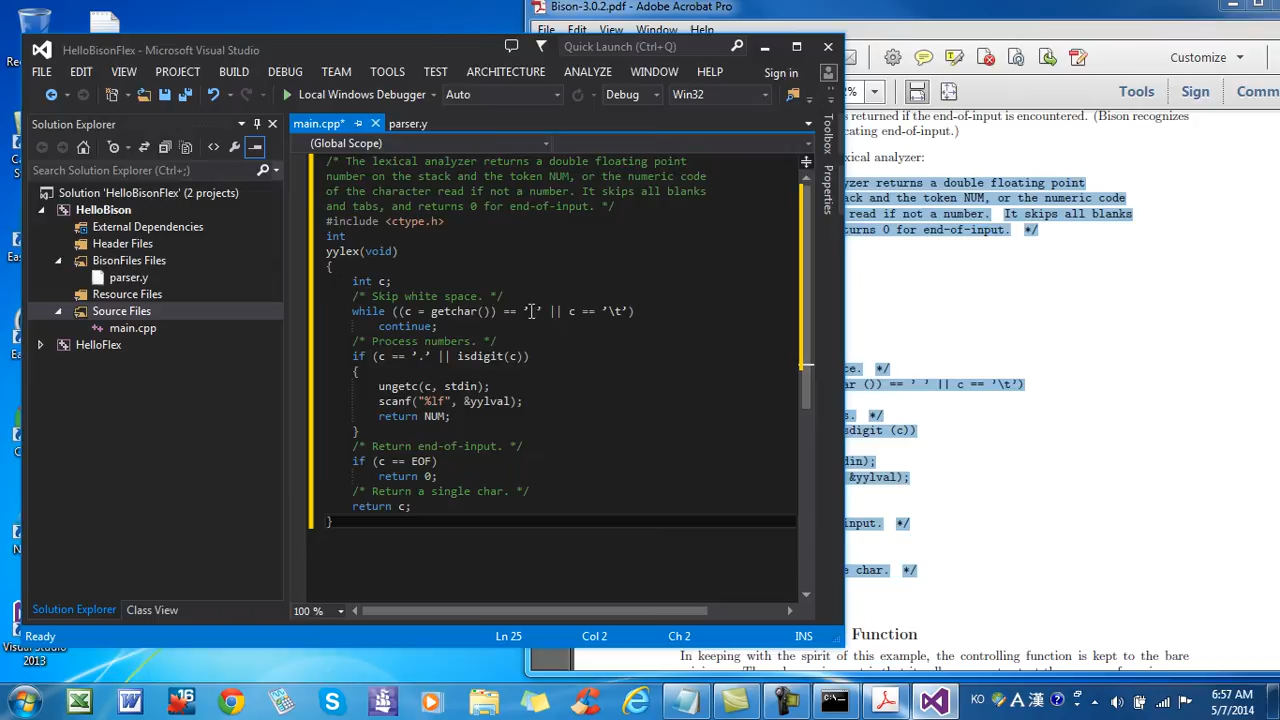 Bison-3.0.2.pdf - Adobe Acrobat Pro
File Edit View Window Help
Customize
Tools Sign Comm
HelloBisonFlex - Microsoft Visual Studio
Quick Launch (Ctrl+Q)
FILE EDIT VIEW PROJECT BUILD DEBUG TEAM TOOLS TEST ARCHITECTURE ANALYZE WINDOW HELP Sign in
Local Windows Debugger Auto Debug Win32
Solution Explorer
Search Solution Explorer (Ctrl+;)
Solution 'HelloBisonFlex' (2 projects)
HelloBison
External Dependencies
Header Files
BisonFiles Files
parser.y
Resource Files
Source Files
main.cpp
HelloFlex
Solution Explorer Class View
main.cpp* parser.y
(Global Scope)
/* The lexical analyzer returns a double floating point
number on the stack and the token NUM, or the numeric code
of the character read if not a number. It skips all blanks
and tabs, and returns 0 for end-of-input. */
#include <ctype.h>
int
yylex(void)
{
int c;
/* Skip white space. */
while ((c = getchar()) == ’ ’ || c == ’\t’)
continue;
/* Process numbers. */
if (c == ’.’ || isdigit(c))
{
ungetc(c, stdin);
scanf("%lf", &yylval);
return NUM;
}
/* Return end-of-input. */
if (c == EOF)
return 0;
/* Return a single char. */
return c;
}
100 %
Toolbox
Properties
Ready Ln 25 Col 2 Ch 2 INS
s returned if the end-of-input is encountered. (Bison recognizes
cating end-of-input.)
xical analyzer:
yzer returns a double floating point
ack and the token NUM, or the numeric code
read if not a number. It skips all blanks
turns 0 for end-of-input. */
ce. */
ar ()) == ’ ’ || c == ’\t’)
s. */
sdigit (c))
din);
&yylval);
nput. */
e char. */
Function
In keeping with the spirit of this example, the controlling function is kept to the bare
Visual Studio
2013
KO A 漢
6:57 AM
5/7/2014